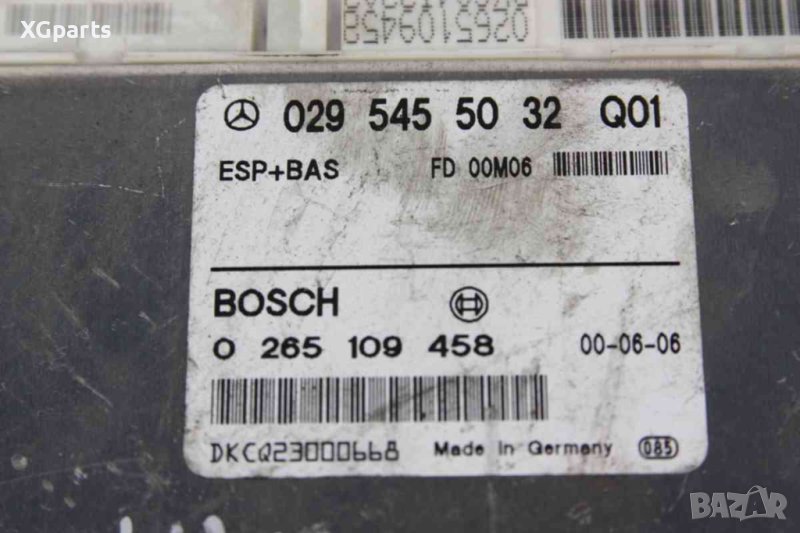 XGparts
0265109458
029 545 50 32 Q01
ESP+BAS FD 00M06
BOSCH
0 265 109 458 00-06-06
DKCQ23000668 Made in Germany 085
BAZAR